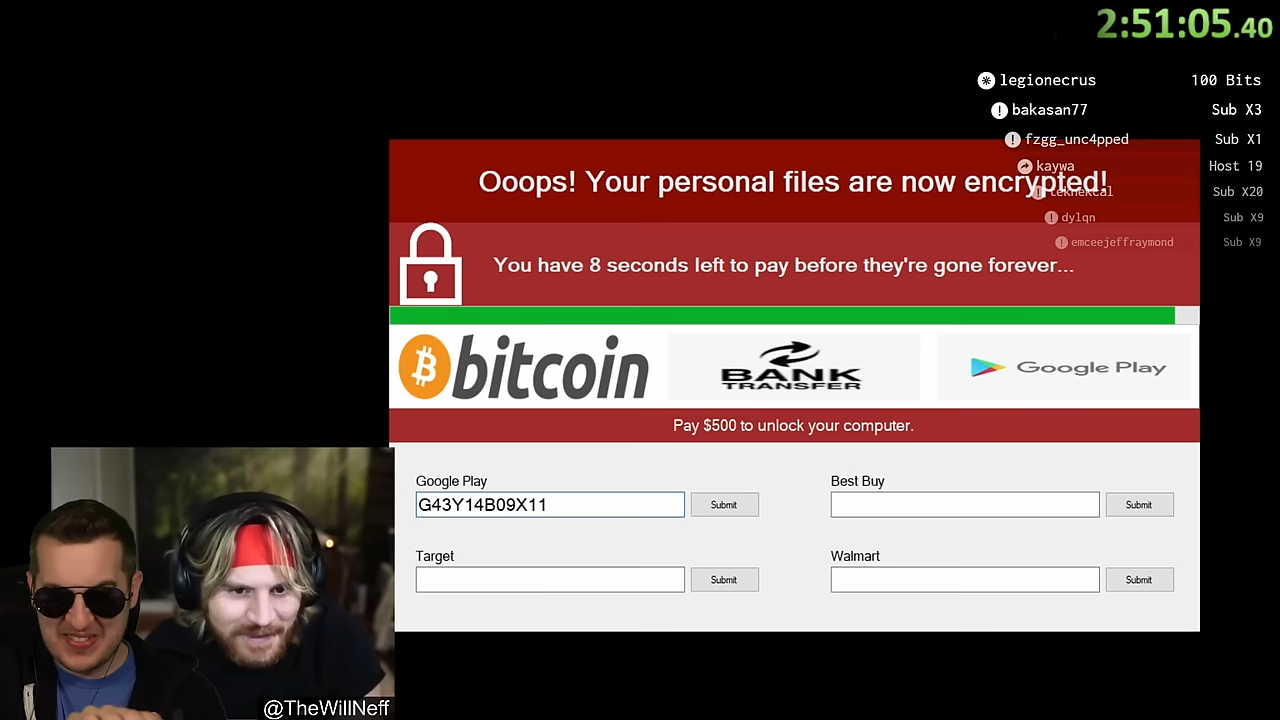 2:51:05.40
legionecrus 100 Bits
bakasan77 Sub X3
fzgg_unc4pped Sub X1
kaywa Host 19
teknekcal Sub X20
dylqn Sub X9
emceejeffraymond Sub X9
Ooops! Your personal files are now encrypted!
You have 8 seconds left to pay before they're gone forever...
bitcoin
BANK
TRANSFER
Google Play
Pay $500 to unlock your computer.
Google Play
G43Y14B09X11 Submit
Best Buy
Submit
Target
Submit
Walmart
Submit
@TheWillNeff